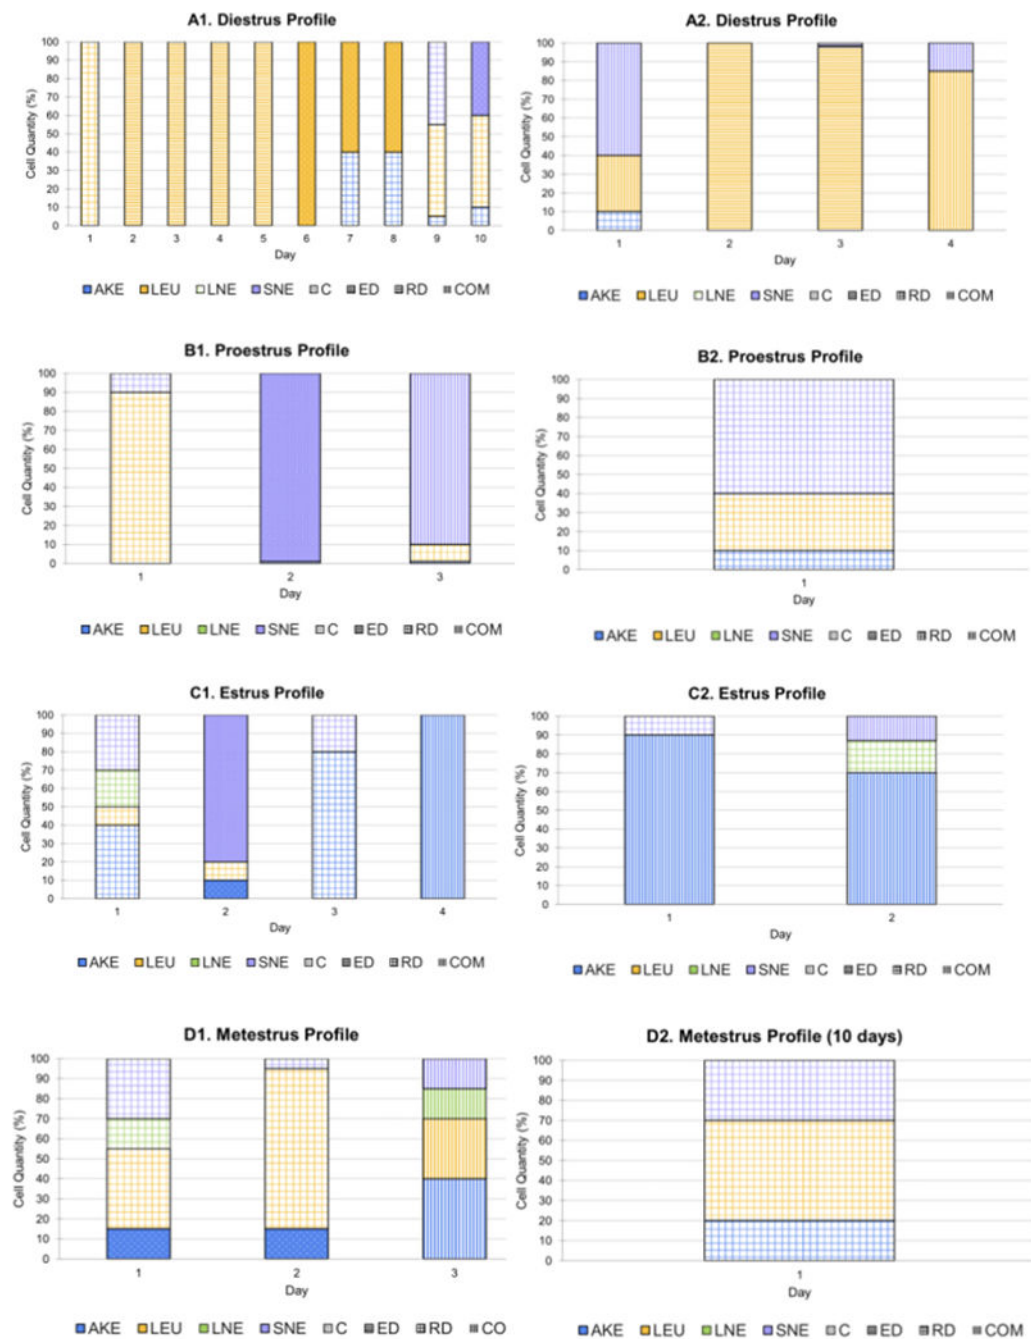 A1. Diestrus Profile
Cell Quantity (%)
100
90
80
70
60
50
40
30
20
10
0
1 2 3 4 5 6 7 8 9 10
Day
AKE LEU LNE SNE C ED RD COM
A2. Diestrus Profile
Cell Quantity (%)
100
90
80
70
60
50
40
30
20
10
0
1 2 3 4
Day
AKE LEU LNE SNE C ED RD COM
B1. Proestrus Profile
Cell Quantity (%)
100
90
80
70
60
50
40
30
20
10
0
1 2 3
Day
AKE LEU LNE SNE C ED RD COM
B2. Proestrus Profile
Cell Quantity (%)
100
90
80
70
60
50
40
30
20
10
0
1
Day
AKE LEU LNE SNE C ED RD COM
C1. Estrus Profile
Cell Quantity (%)
100
90
80
70
60
50
40
30
20
10
0
1 2 3 4
Day
AKE LEU LNE SNE C ED RD COM
C2. Estrus Profile
Cell Quantity (%)
100
90
80
70
60
50
40
30
20
10
0
1 2
Day
AKE LEU LNE SNE C ED RD COM
D1. Metestrus Profile
Cell Quantity (%)
100
90
80
70
60
50
40
30
20
10
0
1 2 3
Day
AKE LEU LNE SNE C ED RD CO
D2. Metestrus Profile (10 days)
Cell Quantity (%)
100
90
80
70
60
50
40
30
20
10
0
1
Day
AKE LEU LNE SNE C ED RD COM